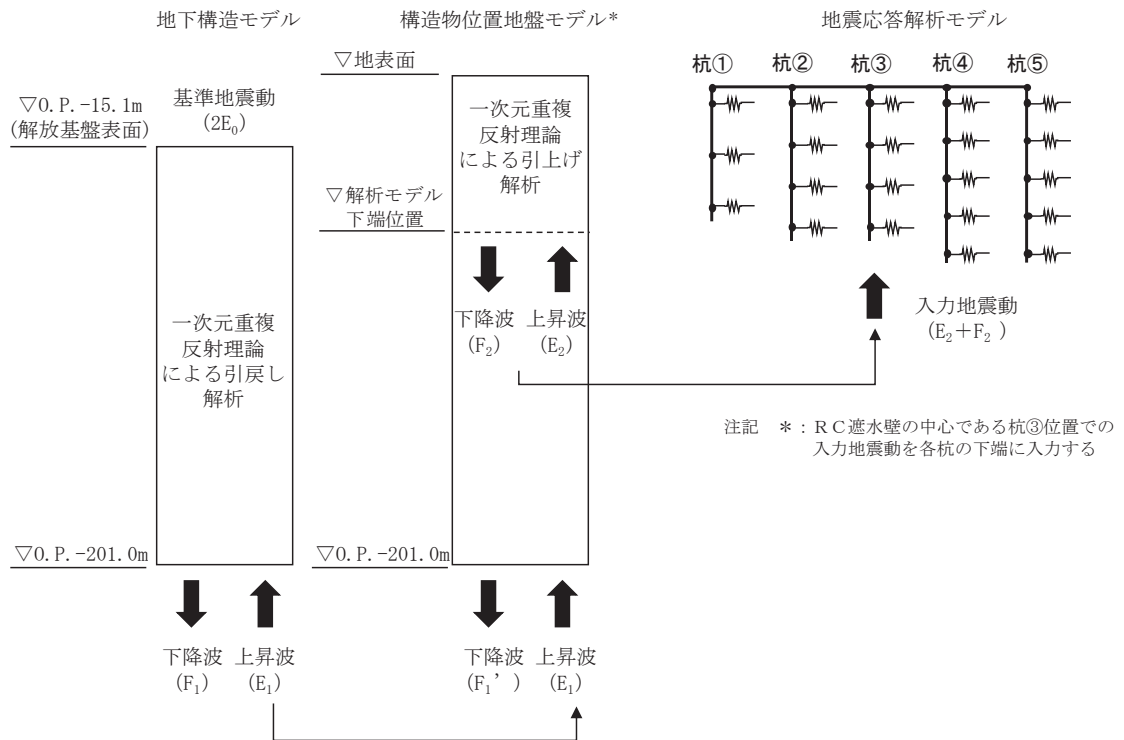 地下構造モデル
構造物位置地盤モデル*
地震応答解析モデル
▽O.P.-15.1m
(解放基盤表面)
基準地震動
(2E₀)
一次元重複
反射理論
による引戻し
解析
▽O.P.-201.0m
下降波
(F₁)
上昇波
(E₁)
▽地表面
一次元重複
反射理論
による引上げ
解析
▽解析モデル
下端位置
下降波
(F₂)
上昇波
(E₂)
▽O.P.-201.0m
下降波
(F₁’)
上昇波
(E₁)
杭①
杭②
杭③
杭④
杭⑤
入力地震動
(E₂+F₂)
注記 *:RC遮水壁の中心である杭③位置での
入力地震動を各杭の下端に入力する